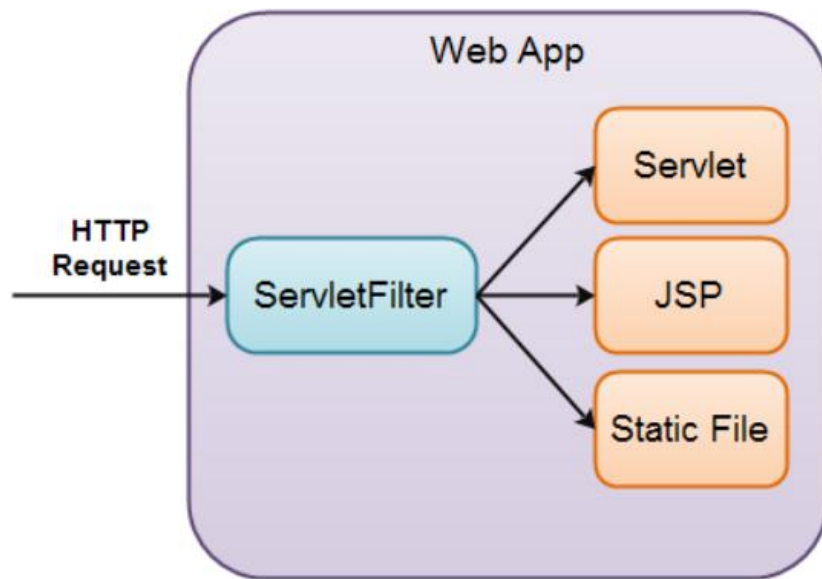 Web App
HTTP
Request
ServletFilter
Servlet
JSP
Static File